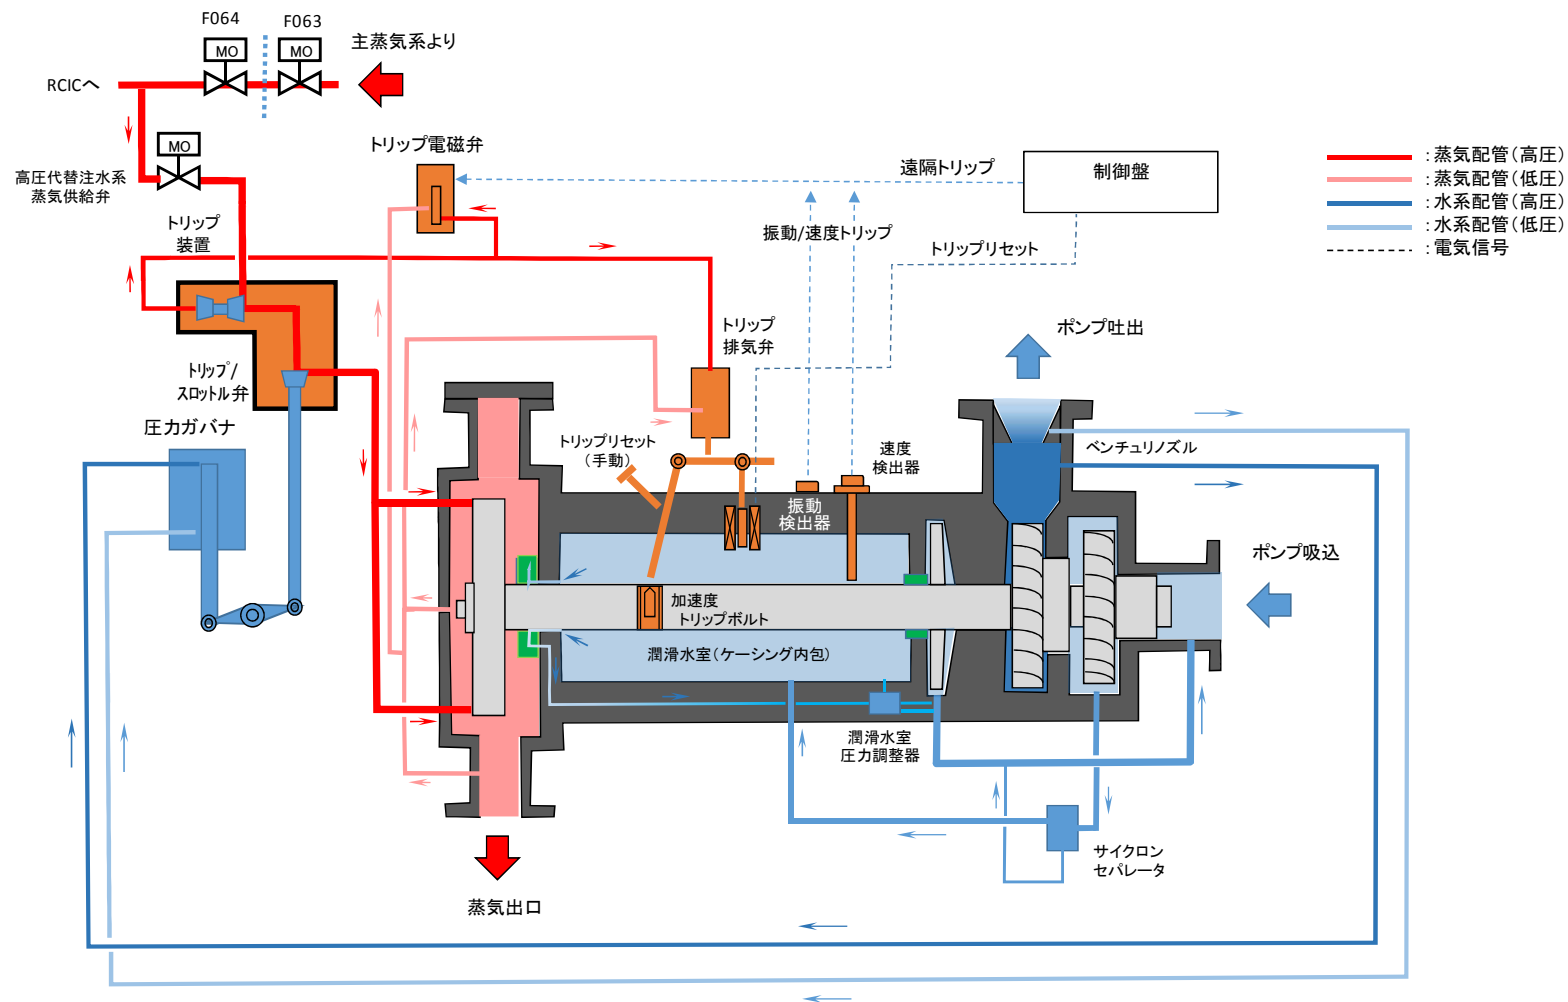 F064
F063
MO
MO
主蒸気系より
RCICへ
MO
高圧代替注水系
蒸気供給弁
トリップ電磁弁
遠隔トリップ
制御盤
:蒸気配管(高圧)
:蒸気配管(低圧)
:水系配管(高圧)
:水系配管(低圧)
:電気信号
トリップ
装置
振動/速度トリップ
トリップリセット
トリップ/
スロットル弁
トリップ
排気弁
ポンプ吐出
圧力ガバナ
トリップリセット
(手動)
速度
検出器
ベンチュリノズル
振動
検出器
ポンプ吸込
加速度
トリップボルト
潤滑水室(ケーシング内包)
潤滑水室
圧力調整器
サイクロン
セパレータ
蒸気出口